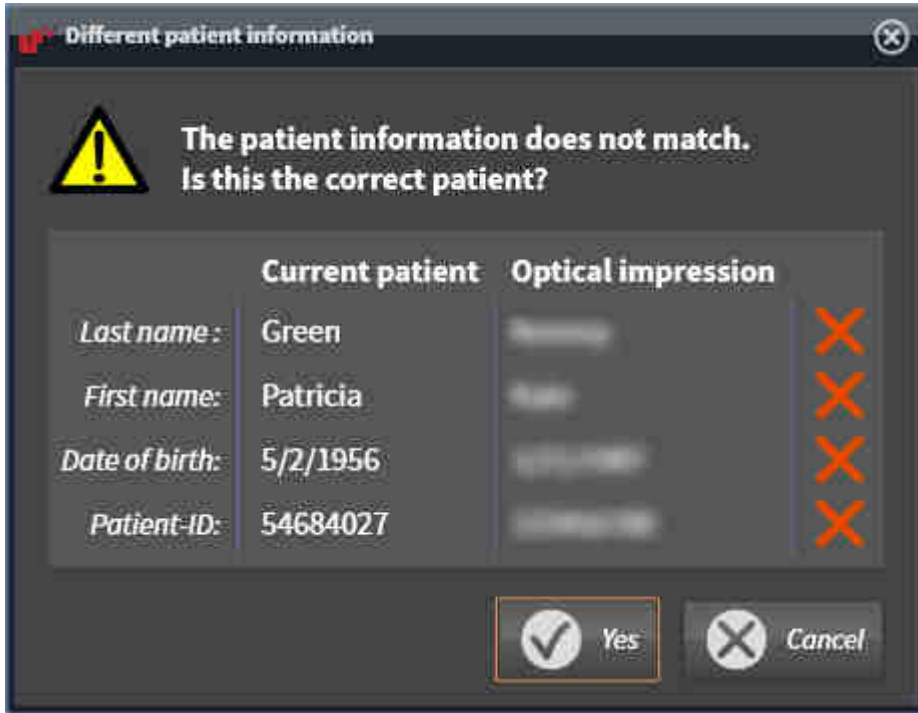 Different patient information
The patient information does not match.
Is this the correct patient?
Current patient Optical impression
Last name : Green
First name: Patricia
Date of birth: 5/2/1956
Patient-ID: 54684027
Yes Cancel